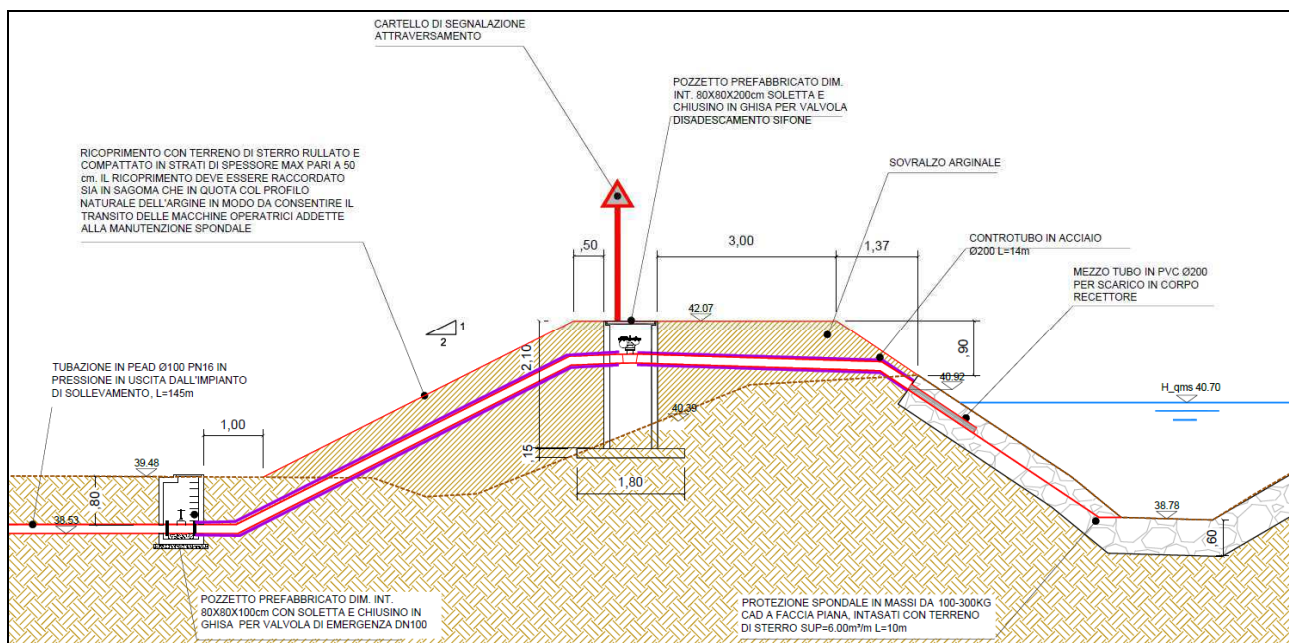 CARTELLO DI SEGNALAZIONE
ATTRAVERSAMENTO
POZZETTO PREFABBRICATO DIM.
INT. 80X80X200cm SOLETTA E
CHIUSINO IN GHISA PER VALVOLA
DISADESCAMENTO SIFONE
RICOPRIMENTO CON TERRENO DI STERRO RULLATO E
COMPATTATO IN STRATI DI SPESSORE MAX PARI A 50
cm. IL RICOPRIMENTO DEVE ESSERE RACCORDATO
SIA IN SAGOMA CHE IN QUOTA COL PROFILO
NATURALE DELL'ARGINE IN MODO DA CONSENTIRE IL
TRANSITO DELLE MACCHINE OPERATRICI ADDETTE
ALLA MANUTENZIONE SPONDALE
SOVRALZO ARGINALE
,50
3,00
1,37
CONTROTUBO IN ACCIAIO
Ø200 L=14m
MEZZO TUBO IN PVC Ø200
PER SCARICO IN CORPO
RECETTORE
42.07
1
2
2,10
,90
TUBAZIONE IN PEAD Ø100 PN16 IN
PRESSIONE IN USCITA DALL'IMPIANTO
DI SOLLEVAMENTO, L=145m
40.92
H_qms 40.70
40.39
1,00
,15
39.48
1,80
,80
38.53
38.78
,60
POZZETTO PREFABBRICATO DIM. INT.
80X80X100cm CON SOLETTA E CHIUSINO IN
GHISA PER VALVOLA DI EMERGENZA DN100
PROTEZIONE SPONDALE IN MASSI DA 100-300KG
CAD A FACCIA PIANA, INTASATI CON TERRENO
DI STERRO SUP=6.00m³/m L=10m